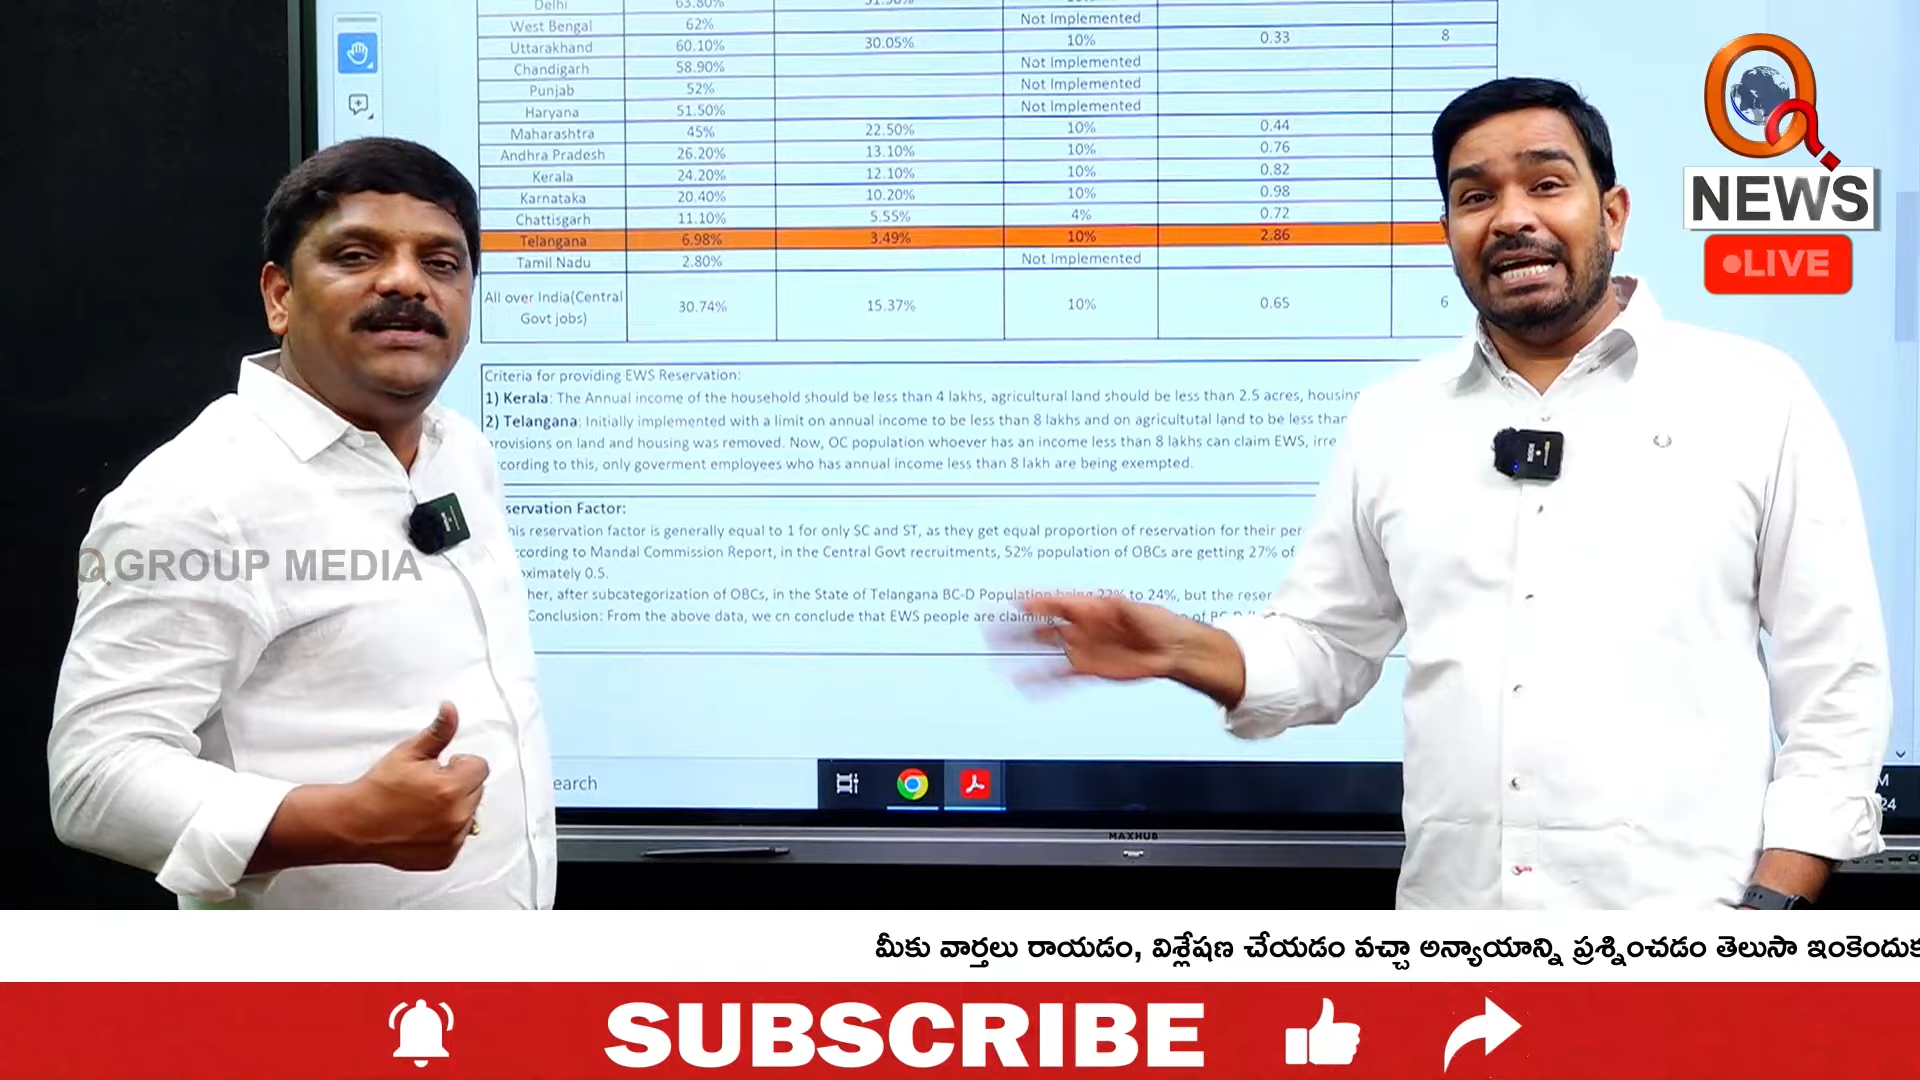 Delhi 63.80%
West Bengal 62% Not Implemented
Uttarakhand 60.10% 30.05% 10% 0.33 8
Chandigarh 58.90% Not Implemented
Punjab 52% Not Implemented
Haryana 51.50% Not Implemented
Maharashtra 45% 22.50% 10% 0.44
Andhra Pradesh 26.20% 13.10% 10% 0.76
Kerala 24.20% 12.10% 10% 0.82
Karnataka 20.40% 10.20% 10% 0.98
Chattisgarh 11.10% 5.55% 4% 0.72
Telangana 6.98% 3.49% 10% 2.86
Tamil Nadu 2.80% Not Implemented
All over India(Central
Govt jobs) 30.74% 15.37% 10% 0.65 6
Criteria for providing EWS Reservation:
1) Kerala: The Annual income of the household should be less than 4 lakhs, agricultural land should be less than 2.5 acres, housing
2) Telangana: Initially implemented with a limit on annual income to be less than 8 lakhs and on agricultutal land to be less than
rovisions on land and housing was removed. Now, OC population whoever has an income less than 8 lakhs can claim EWS, irre
cording to this, only goverment employees who has annual income less than 8 lakh are being exempted.
servation Factor:
his reservation factor is generally equal to 1 for only SC and ST, as they get equal proportion of reservation for their per
cording to Mandal Commission Report, in the Central Govt recruitments, 52% population of OBCs are getting 27% of
ximately 0.5.
her, after subcategorization of OBCs, in the State of Telangana BC-D Population being 22% to 24%, but the reser
Conclusion: From the above data, we cn conclude that EWS people are claiming of BC-D
earch
MAXHUB
M
24
Q NEWS
LIVE
Q GROUP MEDIA
మీకు వార్తలు రాయడం, విశ్లేషణ చేయడం వచ్చా అన్యాయాన్ని ప్రశ్నించడం తెలుసా ఇంకెందుక
SUBSCRIBE